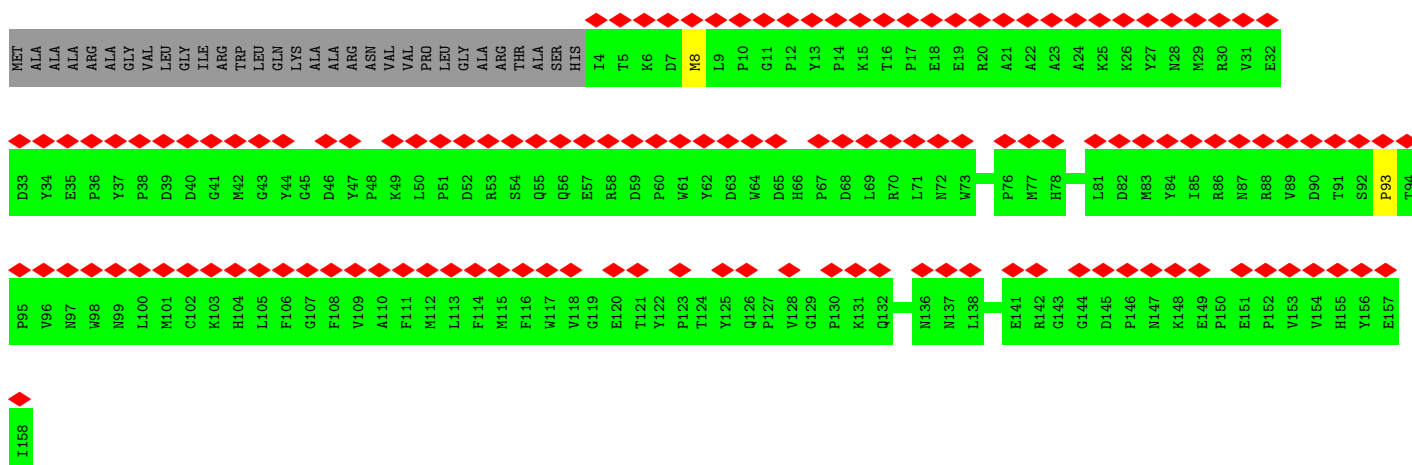 MET ALA ALA ALA ARG ALA GLY VAL LEU GLY ILE ARG TRP LEU GLN LYS ALA ALA ARG ASN VAL VAL PRO LEU GLY ALA ARG THR ALA SER HIS I4 T5 K6 D7 M8 L9 P10 G11 P12 Y13 P14 K15 T16 P17 E18 E19 R20 A21 A22 A23 A24 K25 K26 Y27 N28 M29 R30 V31 E32
D33 Y34 E35 P36 Y37 P38 D39 D40 G41 M42 G43 Y44 G45 D46 Y47 P48 K49 L50 P51 D52 R53 S54 Q55 Q56 E57 R58 D59 P60 W61 Y62 D63 W64 D65 H66 P67 D68 L69 R70 L71 N72 W73 P76 M77 H78 L81 D82 M83 Y84 I85 R86 N87 R88 V89 D90 T91 S92 P93 T94
P95 V96 N97 W98 N99 L100 M101 C102 K103 H104 L105 F106 G107 F108 V109 A110 F111 M112 L113 F114 M115 F116 W117 V118 G119 E120 T121 Y122 P123 T124 Y125 Q126 P127 V128 G129 P130 K131 Q132 N136 N137 L138 E141 R142 G143 G144 D145 P146 N147 K148 E149 P150 E151 P152 V153 V154 H155 Y156 E157
I158